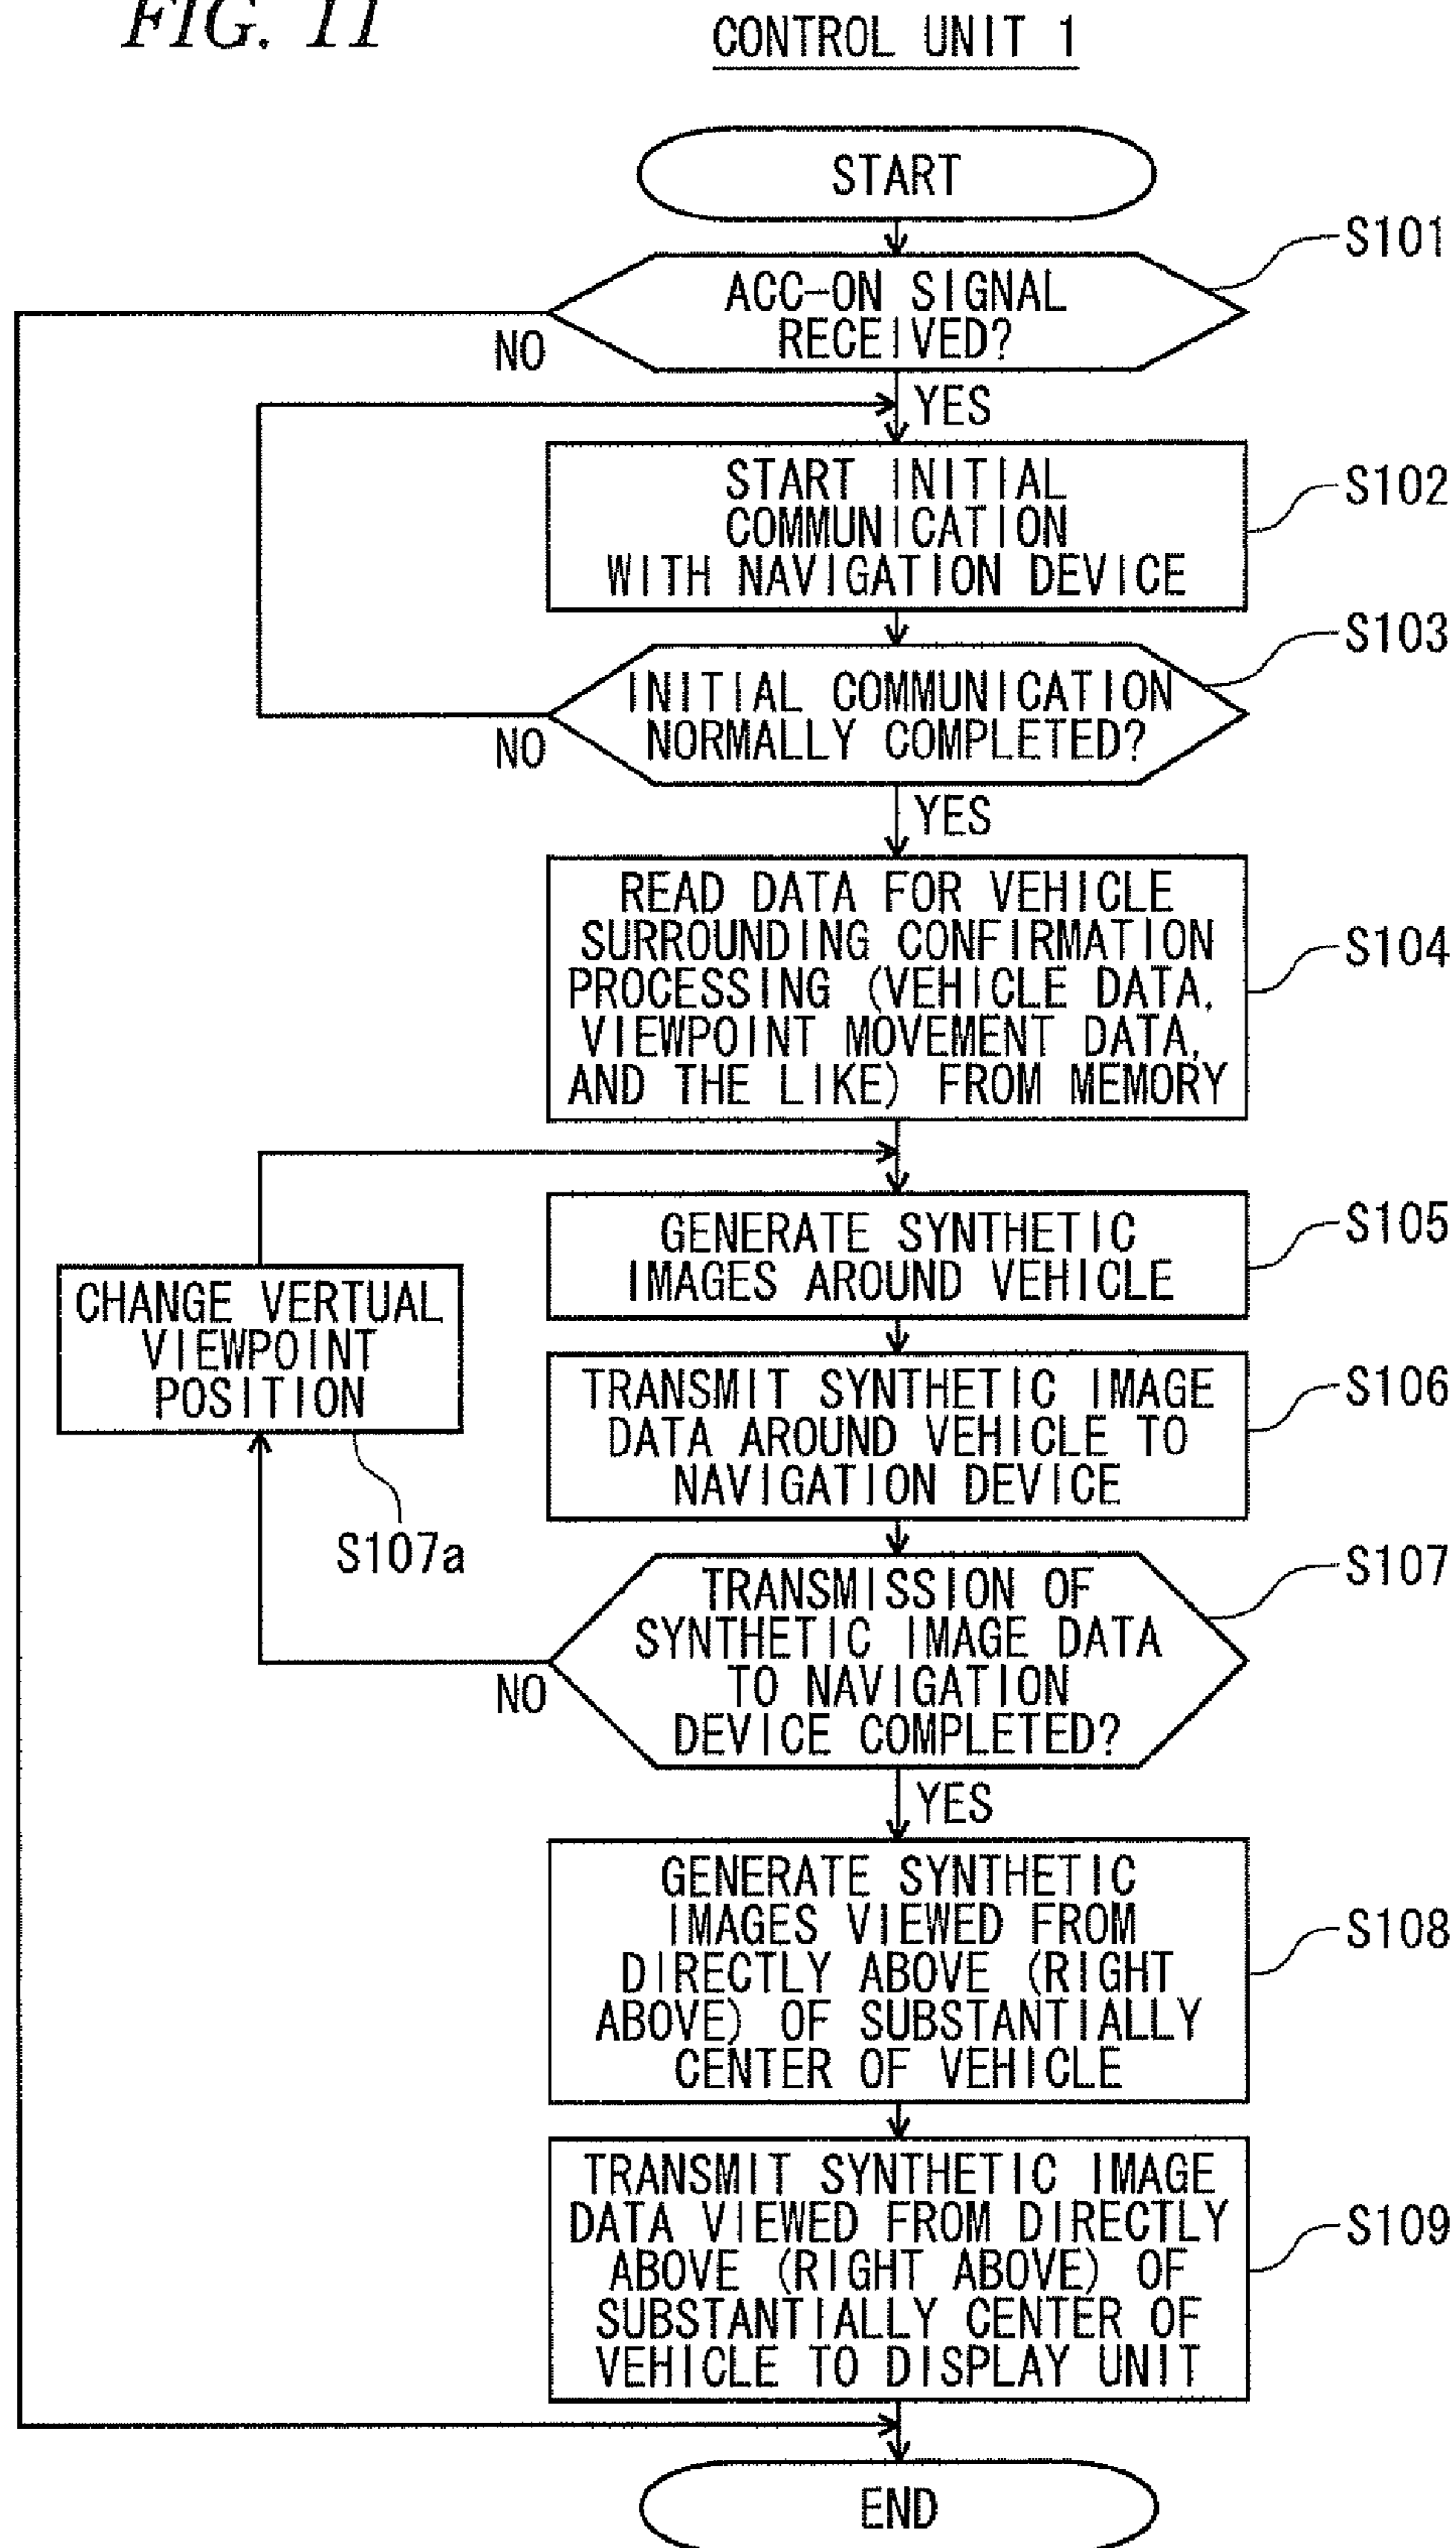 FIG. 11
CONTROL UNIT 1
START
S101
ACC-ON SIGNAL
RECEIVED?
NO
YES
S102
START INITIAL
COMMUNICATION
WITH NAVIGATION DEVICE
S103
INITIAL COMMUNICATION
NORMALLY COMPLETED?
NO
YES
S104
READ DATA FOR VEHICLE
SURROUNDING CONFIRMATION
PROCESSING (VEHICLE DATA,
VIEWPOINT MOVEMENT DATA,
AND THE LIKE) FROM MEMORY
S105
GENERATE SYNTHETIC
IMAGES AROUND VEHICLE
CHANGE VERTUAL
VIEWPOINT
POSITION
S107a
S106
TRANSMIT SYNTHETIC IMAGE
DATA AROUND VEHICLE TO
NAVIGATION DEVICE
S107
TRANSMISSION OF
SYNTHETIC IMAGE DATA
TO NAVIGATION
DEVICE COMPLETED?
NO
YES
S108
GENERATE SYNTHETIC
IMAGES VIEWED FROM
DIRECTLY ABOVE (RIGHT
ABOVE) OF SUBSTANTIALLY
CENTER OF VEHICLE
S109
TRANSMIT SYNTHETIC IMAGE
DATA VIEWED FROM DIRECTLY
ABOVE (RIGHT ABOVE) OF
SUBSTANTIALLY CENTER OF
VEHICLE TO DISPLAY UNIT
END